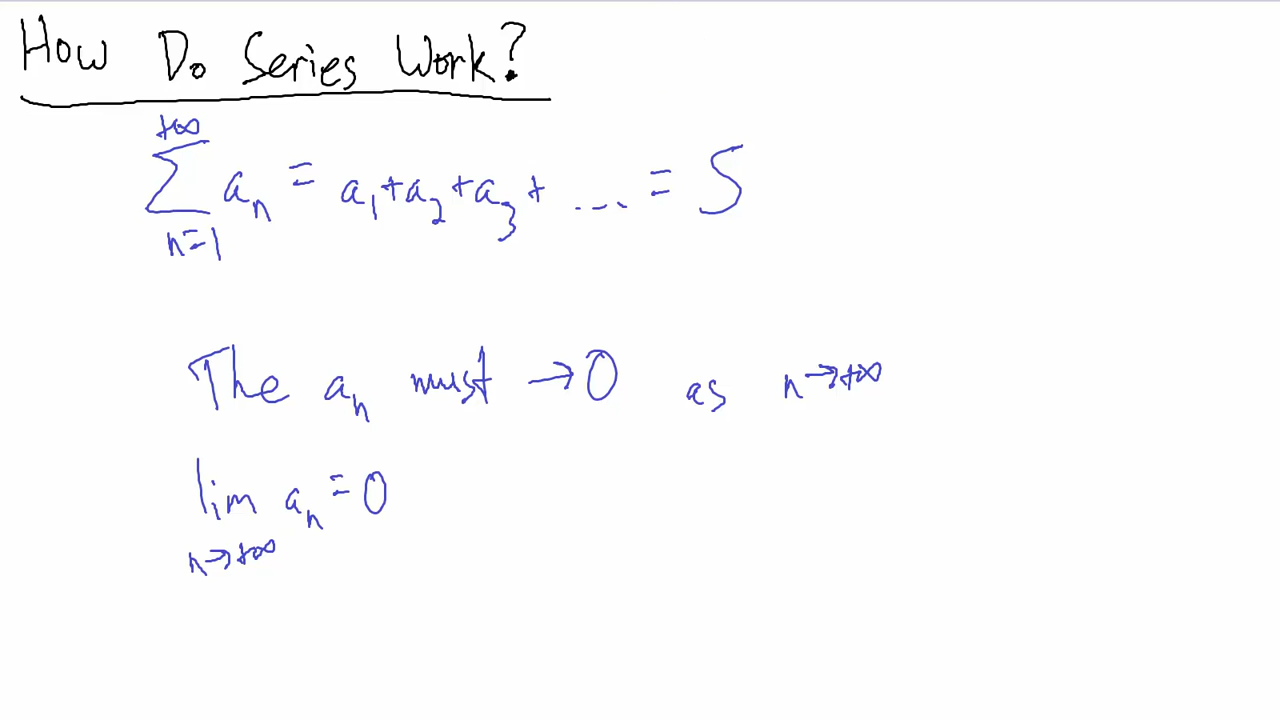 How Do Series Work?
+∞
∑ aₙ = a₁+a₂+a₃+ ... = S
n=1
The aₙ must →0 as n→+∞
lim aₙ=0
n→+∞